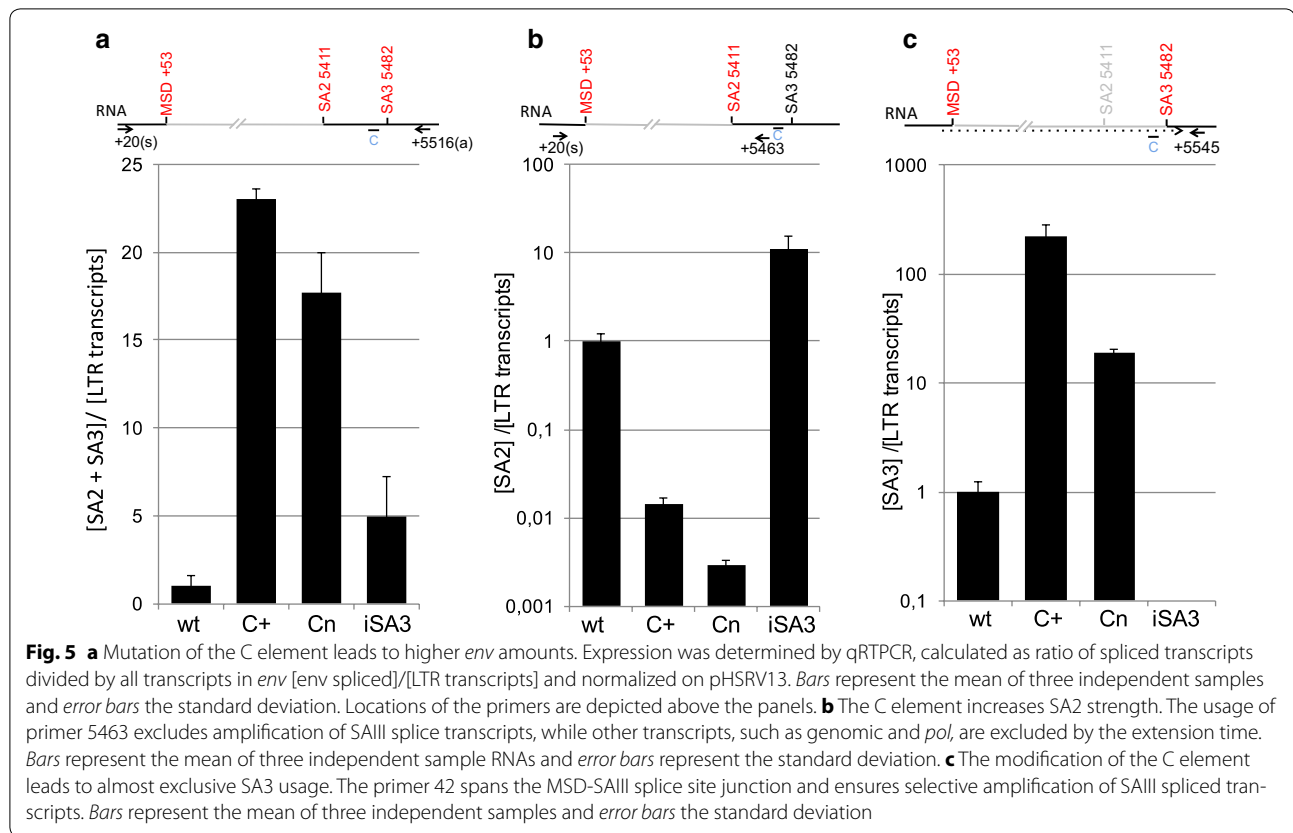 a
MSD +53
SA2 5411
SA3 5482
RNA
C
+20(s)
+5516(a)
[SA2 + SA3]/ [LTR transcripts]
25
20
15
10
5
0
wt C+ Cn iSA3
b
MSD +53
SA2 5411
SA3 5482
RNA
C
+20(s)
+5463
[SA2] /[LTR transcripts]
100
10
1
0,1
0,01
0,001
wt C+ Cn iSA3
c
MSD +53
SA2 5411
SA3 5482
RNA
C
+5545
[SA3] /[LTR transcripts]
1000
100
10
1
0,1
wt C+ Cn iSA3
Fig. 5 a Mutation of the C element leads to higher env amounts. Expression was determined by qRTPCR, calculated as ratio of spliced transcripts
divided by all transcripts in env [env spliced]/[LTR transcripts] and normalized on pHSRV13. Bars represent the mean of three independent samples
and error bars the standard deviation. Locations of the primers are depicted above the panels. b The C element increases SA2 strength. The usage of
primer 5463 excludes amplification of SAIII splice transcripts, while other transcripts, such as genomic and pol, are excluded by the extension time.
Bars represent the mean of three independent sample RNAs and error bars represent the standard deviation. c The modification of the C element
leads to almost exclusive SA3 usage. The primer 42 spans the MSD-SAIII splice site junction and ensures selective amplification of SAIII spliced tran-
scripts. Bars represent the mean of three independent samples and error bars the standard deviation